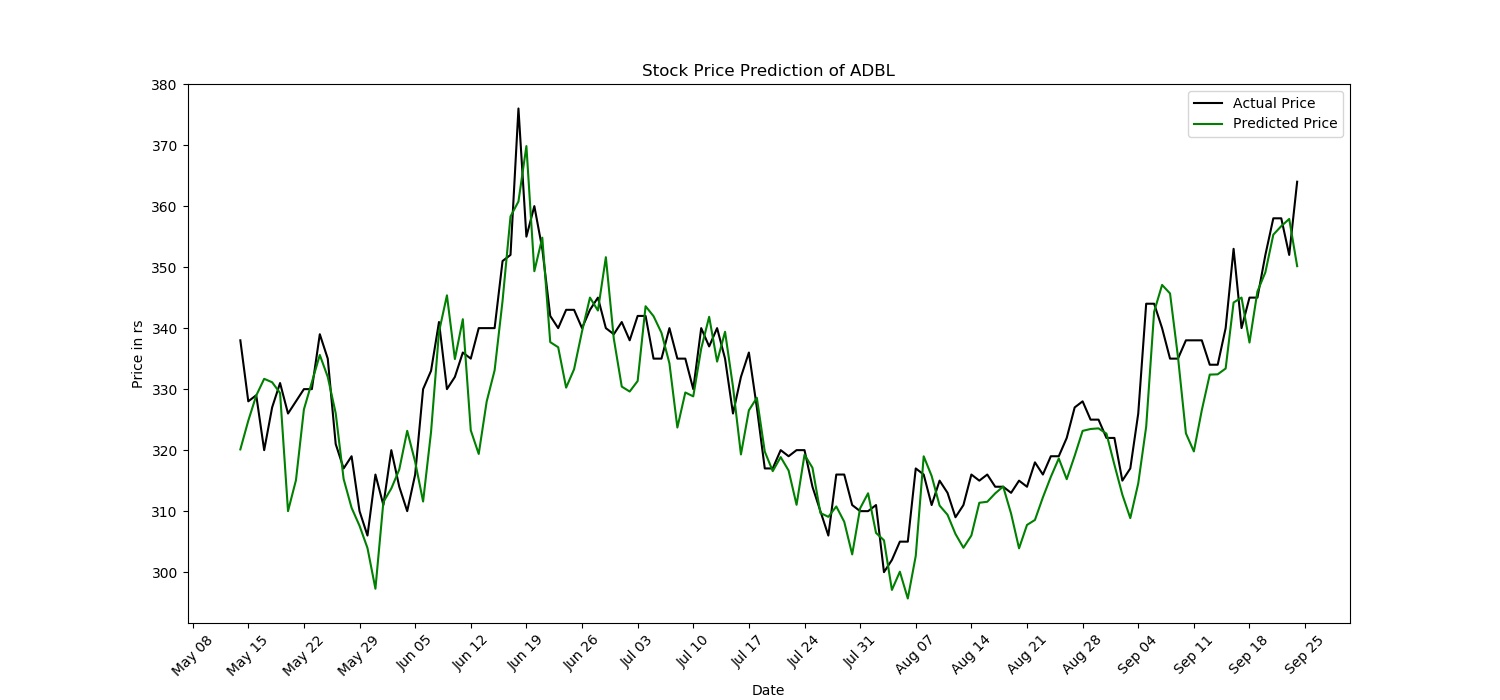 Stock Price Prediction of ADBL
Actual Price
Predicted Price
Price in rs
380
370
360
350
340
330
320
310
300
May 08
May 15
May 22
May 29
Jun 05
Jun 12
Jun 19
Jun 26
Jul 03
Jul 10
Jul 17
Jul 24
Jul 31
Aug 07
Aug 14
Aug 21
Aug 28
Sep 04
Sep 11
Sep 18
Sep 25
Date